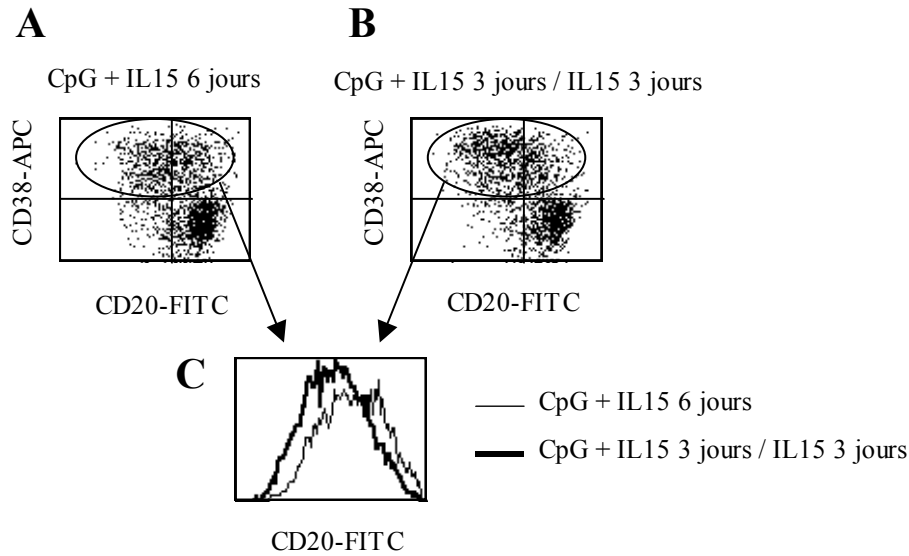 A
B
CpG + IL15 6 jours
CpG + IL15 3 jours / IL15 3 jours
CD38-APC
CD38-APC
CD20-FITC
CD20-FITC
C
CpG + IL15 6 jours
CpG + IL15 3 jours / IL15 3 jours
CD20-FITC